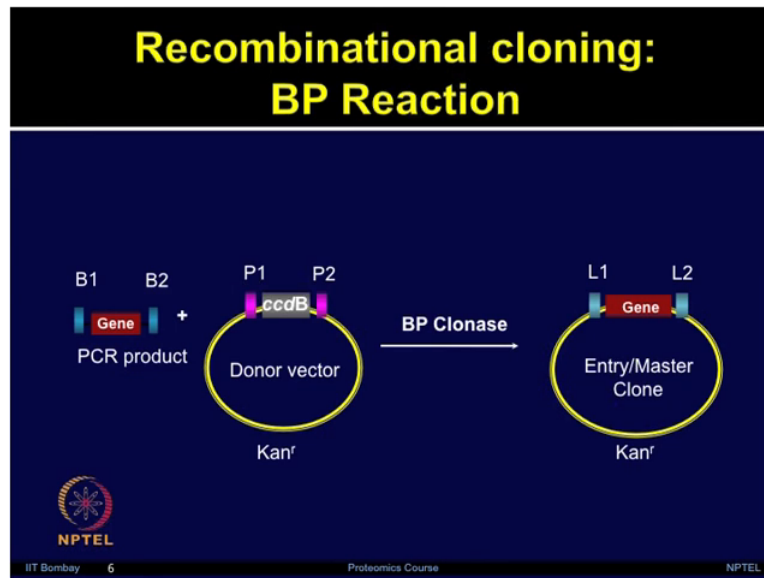 Recombinational cloning:
BP Reaction
B1 B2
Gene
+
PCR product
P1 P2
ccdB
Donor vector
Kanʳ
BP Clonase
L1 L2
Gene
Entry/Master
Clone
Kanʳ
NPTEL
IIT Bombay 6 Proteomics Course NPTEL